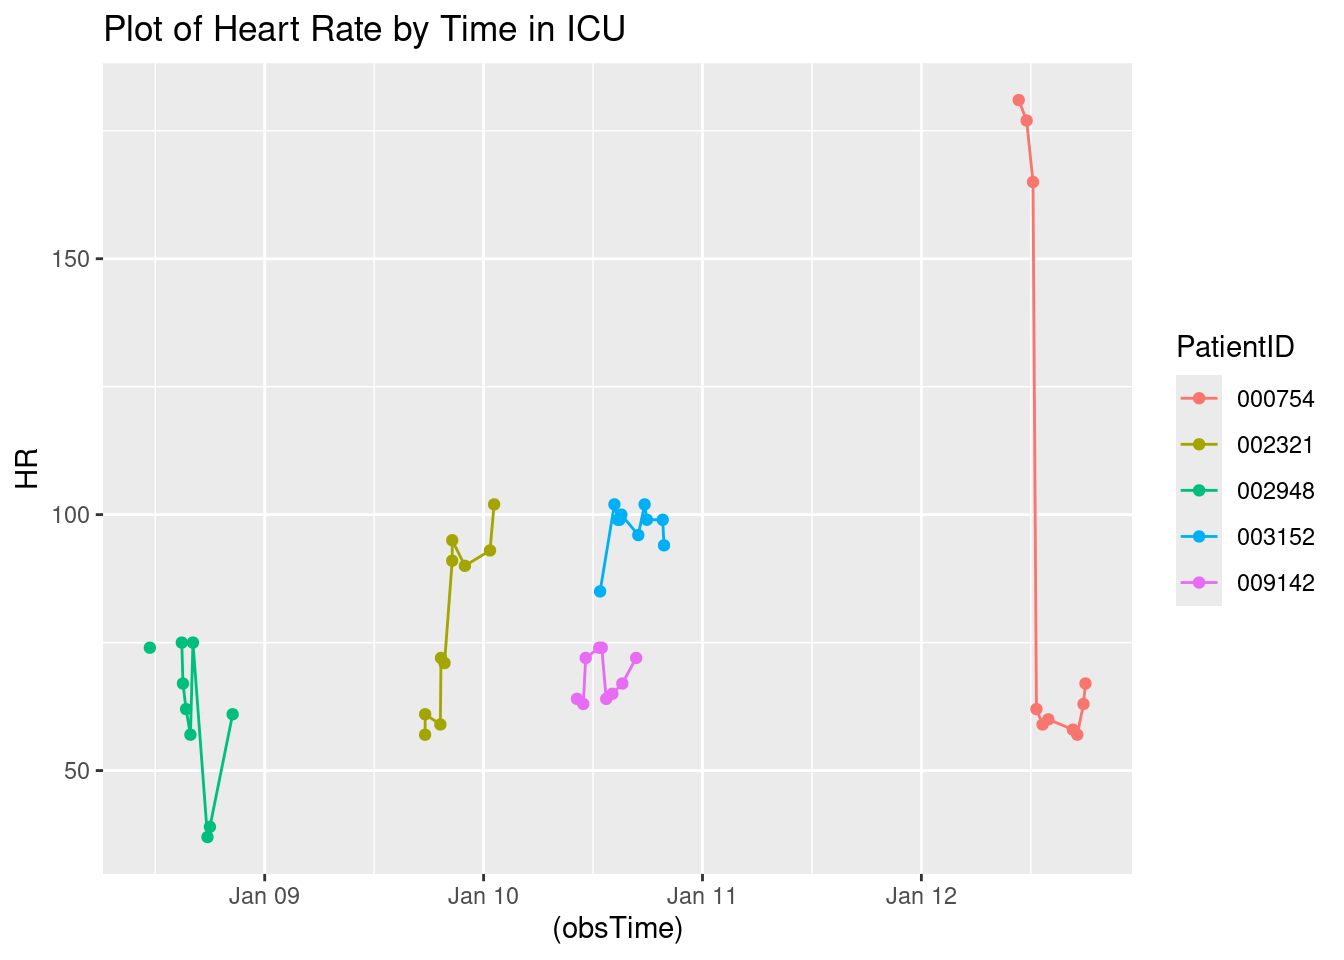 Plot of Heart Rate by Time in ICU
HR
150
100
50
Jan 09
Jan 10
Jan 11
Jan 12
(obsTime)
PatientID
000754
002321
002948
003152
009142